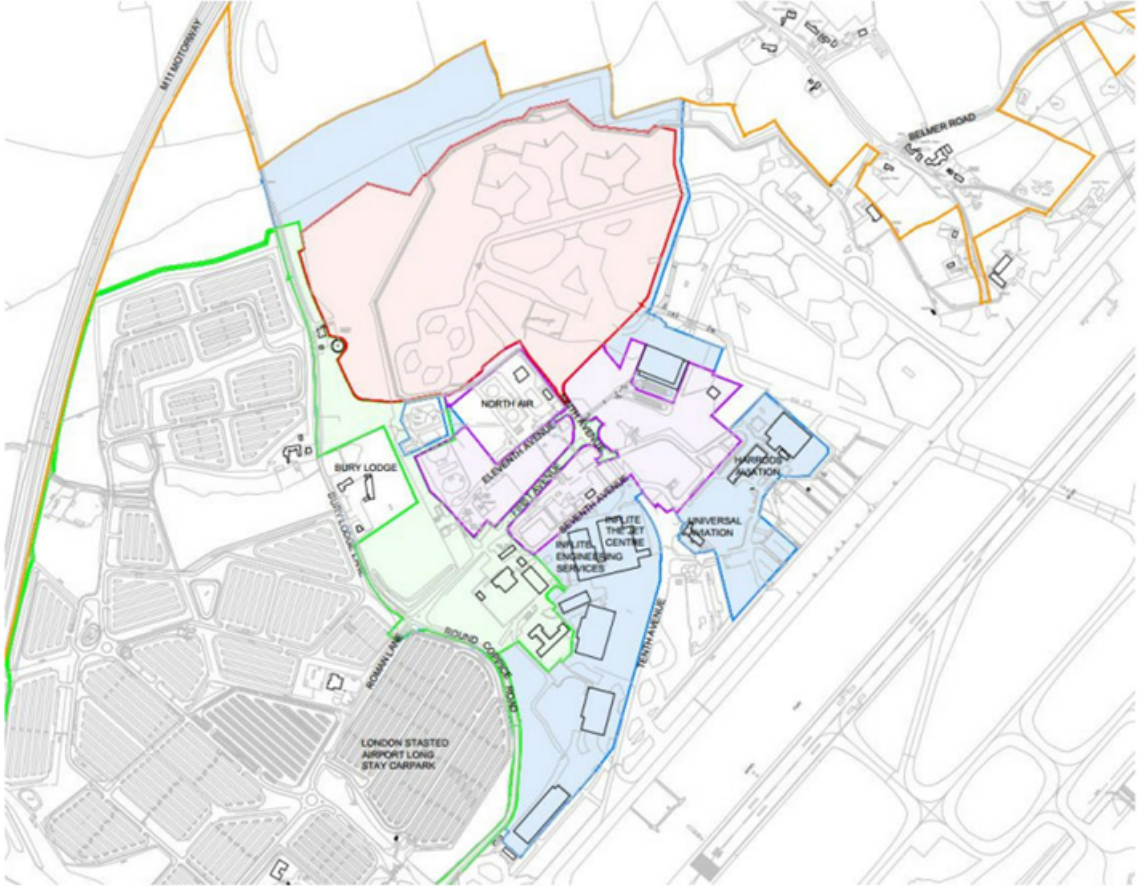 M11 MOTORWAY
BELMER ROAD
NORTH AIR
ELEVENTH AVENUE
FIRST AVENUE
SEVENTH AVENUE
BURY LODGE
BURY LODGE LANE
HARRODS
AVIATION
UNIVERSAL
AVIATION
INFLITE
THE JET
CENTRE
INFLITE
ENGINEERING
SERVICES
TENTH AVENUE
ROUND COPPICE ROAD
ROMAN LANE
LONDON STASTED
AIRPORT LONG
STAY CARPARK